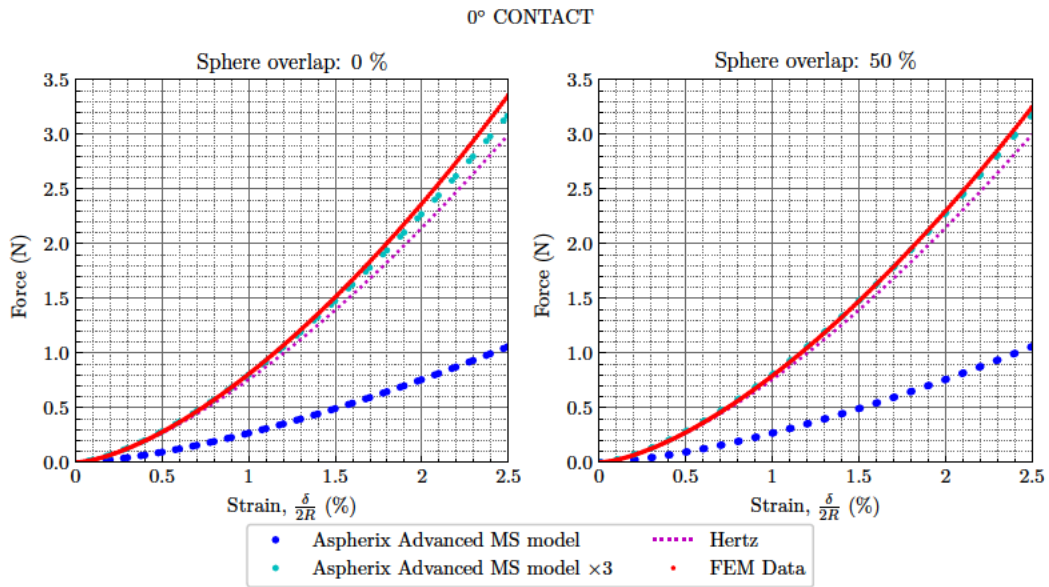 0° CONTACT
Sphere overlap: 0 %
3.5
3.0
2.5
2.0
1.5
1.0
0.5
0.0
Force (N)
0 0.5 1 1.5 2 2.5
Strain, δ/2R (%)
Sphere overlap: 50 %
3.5
3.0
2.5
2.0
1.5
1.0
0.5
0.0
Force (N)
0 0.5 1 1.5 2 2.5
Strain, δ/2R (%)
Aspherix Advanced MS model
Aspherix Advanced MS model ×3
Hertz
FEM Data